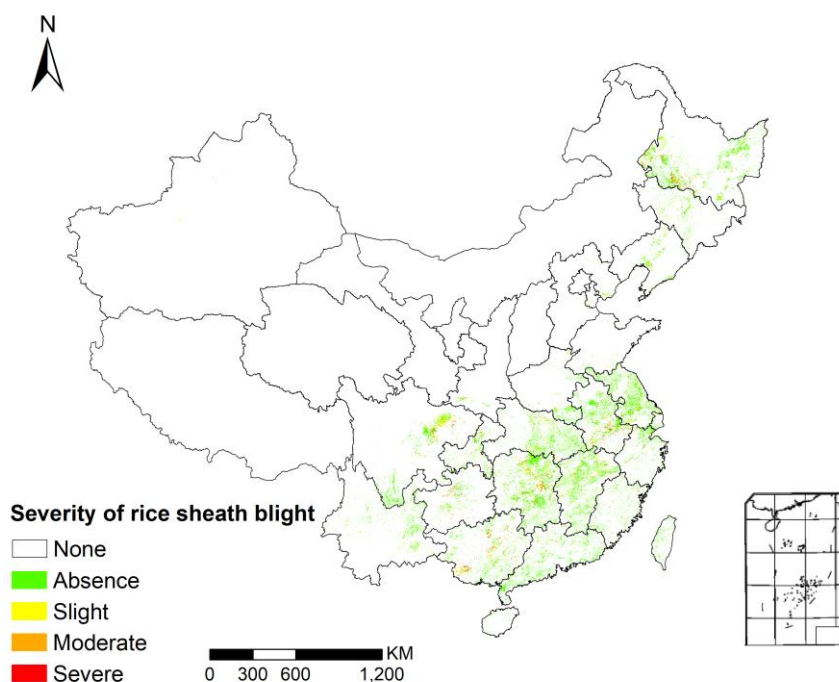 N
Severity of rice sheath blight
None
Absence
Slight
Moderate
Severe
KM
0 300 600 1,200